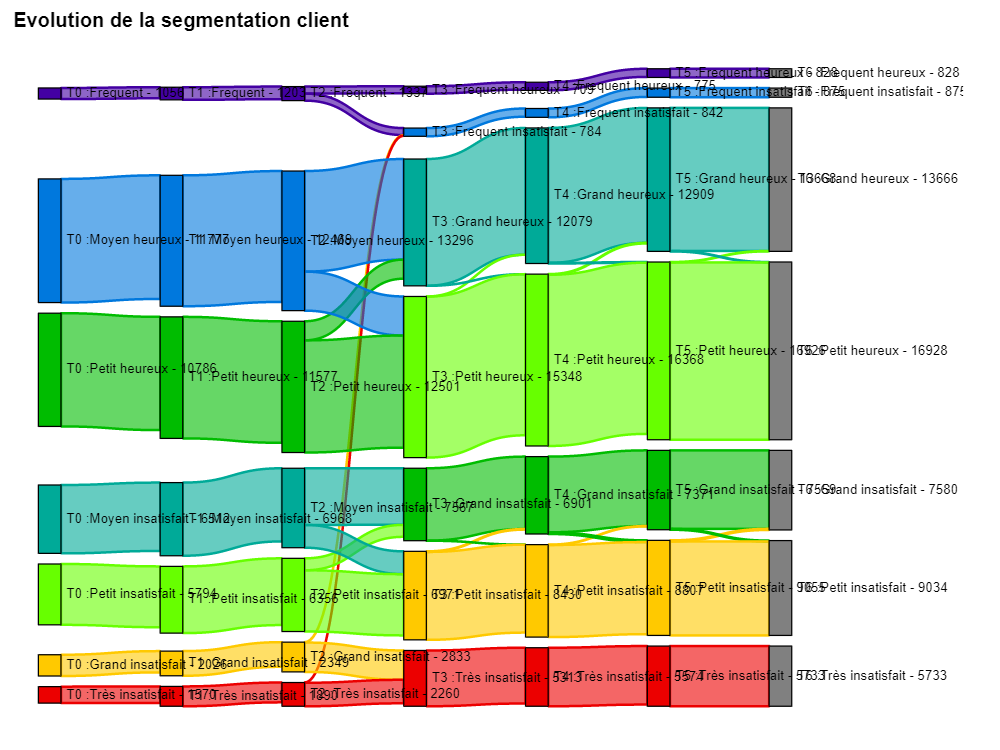 Evolution de la segmentation client
T0 :Frequent - 1056
T1 :Frequent - 1203
T2 :Frequent - 1337
T3 :Frequent heureux - 709
T4 :Frequent heureux - 775
T5 :Frequent heureux - 828
T6 :Frequent heureux - 828
T3 :Frequent insatisfait - 784
T4 :Frequent insatisfait - 842
T5 :Frequent insatisfait - 875
T6 :Frequent insatisfait - 875
T0 :Moyen heureux - 11777
T1 :Moyen heureux -
T2 :Moyen heureux - 13296
T3 :Grand heureux - 12079
T4 :Grand heureux - 12909
T5 :Grand heureux -
T6 :Grand heureux - 13666
T0 :Petit heureux - 10786
T1 :Petit heureux - 11577
T2 :Petit heureux - 12501
T3 :Petit heureux - 15348
T4 :Petit heureux - 16368
T5 :Petit heureux -
T6 :Petit heureux - 16928
T0 :Moyen insatisfait - 6512
T1 :Moyen insatisfait - 6968
T2 :Moyen insatisfait - 7567
T3 :Grand insatisfait - 6901
T4 :Grand insatisfait - 7371
T5 :Grand insatisfait -
T6 :Grand insatisfait - 7580
T0 :Petit insatisfait - 5794
T1 :Petit insatisfait - 6356
T2 :Petit insatisfait - 6971
T3 :Petit insatisfait - 8430
T4 :Petit insatisfait - 8807
T5 :Petit insatisfait - 9055
T6 :Petit insatisfait - 9034
T0 :Grand insatisfait - 2026
T1 :Grand insatisfait - 2349
T2 :Grand insatisfait - 2833
T0 :Très insatisfait - 1570
T1 :Très insatisfait - 1890
T2 :Très insatisfait - 2260
T3 :Très insatisfait - 5413
T4 :Très insatisfait - 5574
T5 :Très insatisfait - 5733
T6 :Très insatisfait - 5733